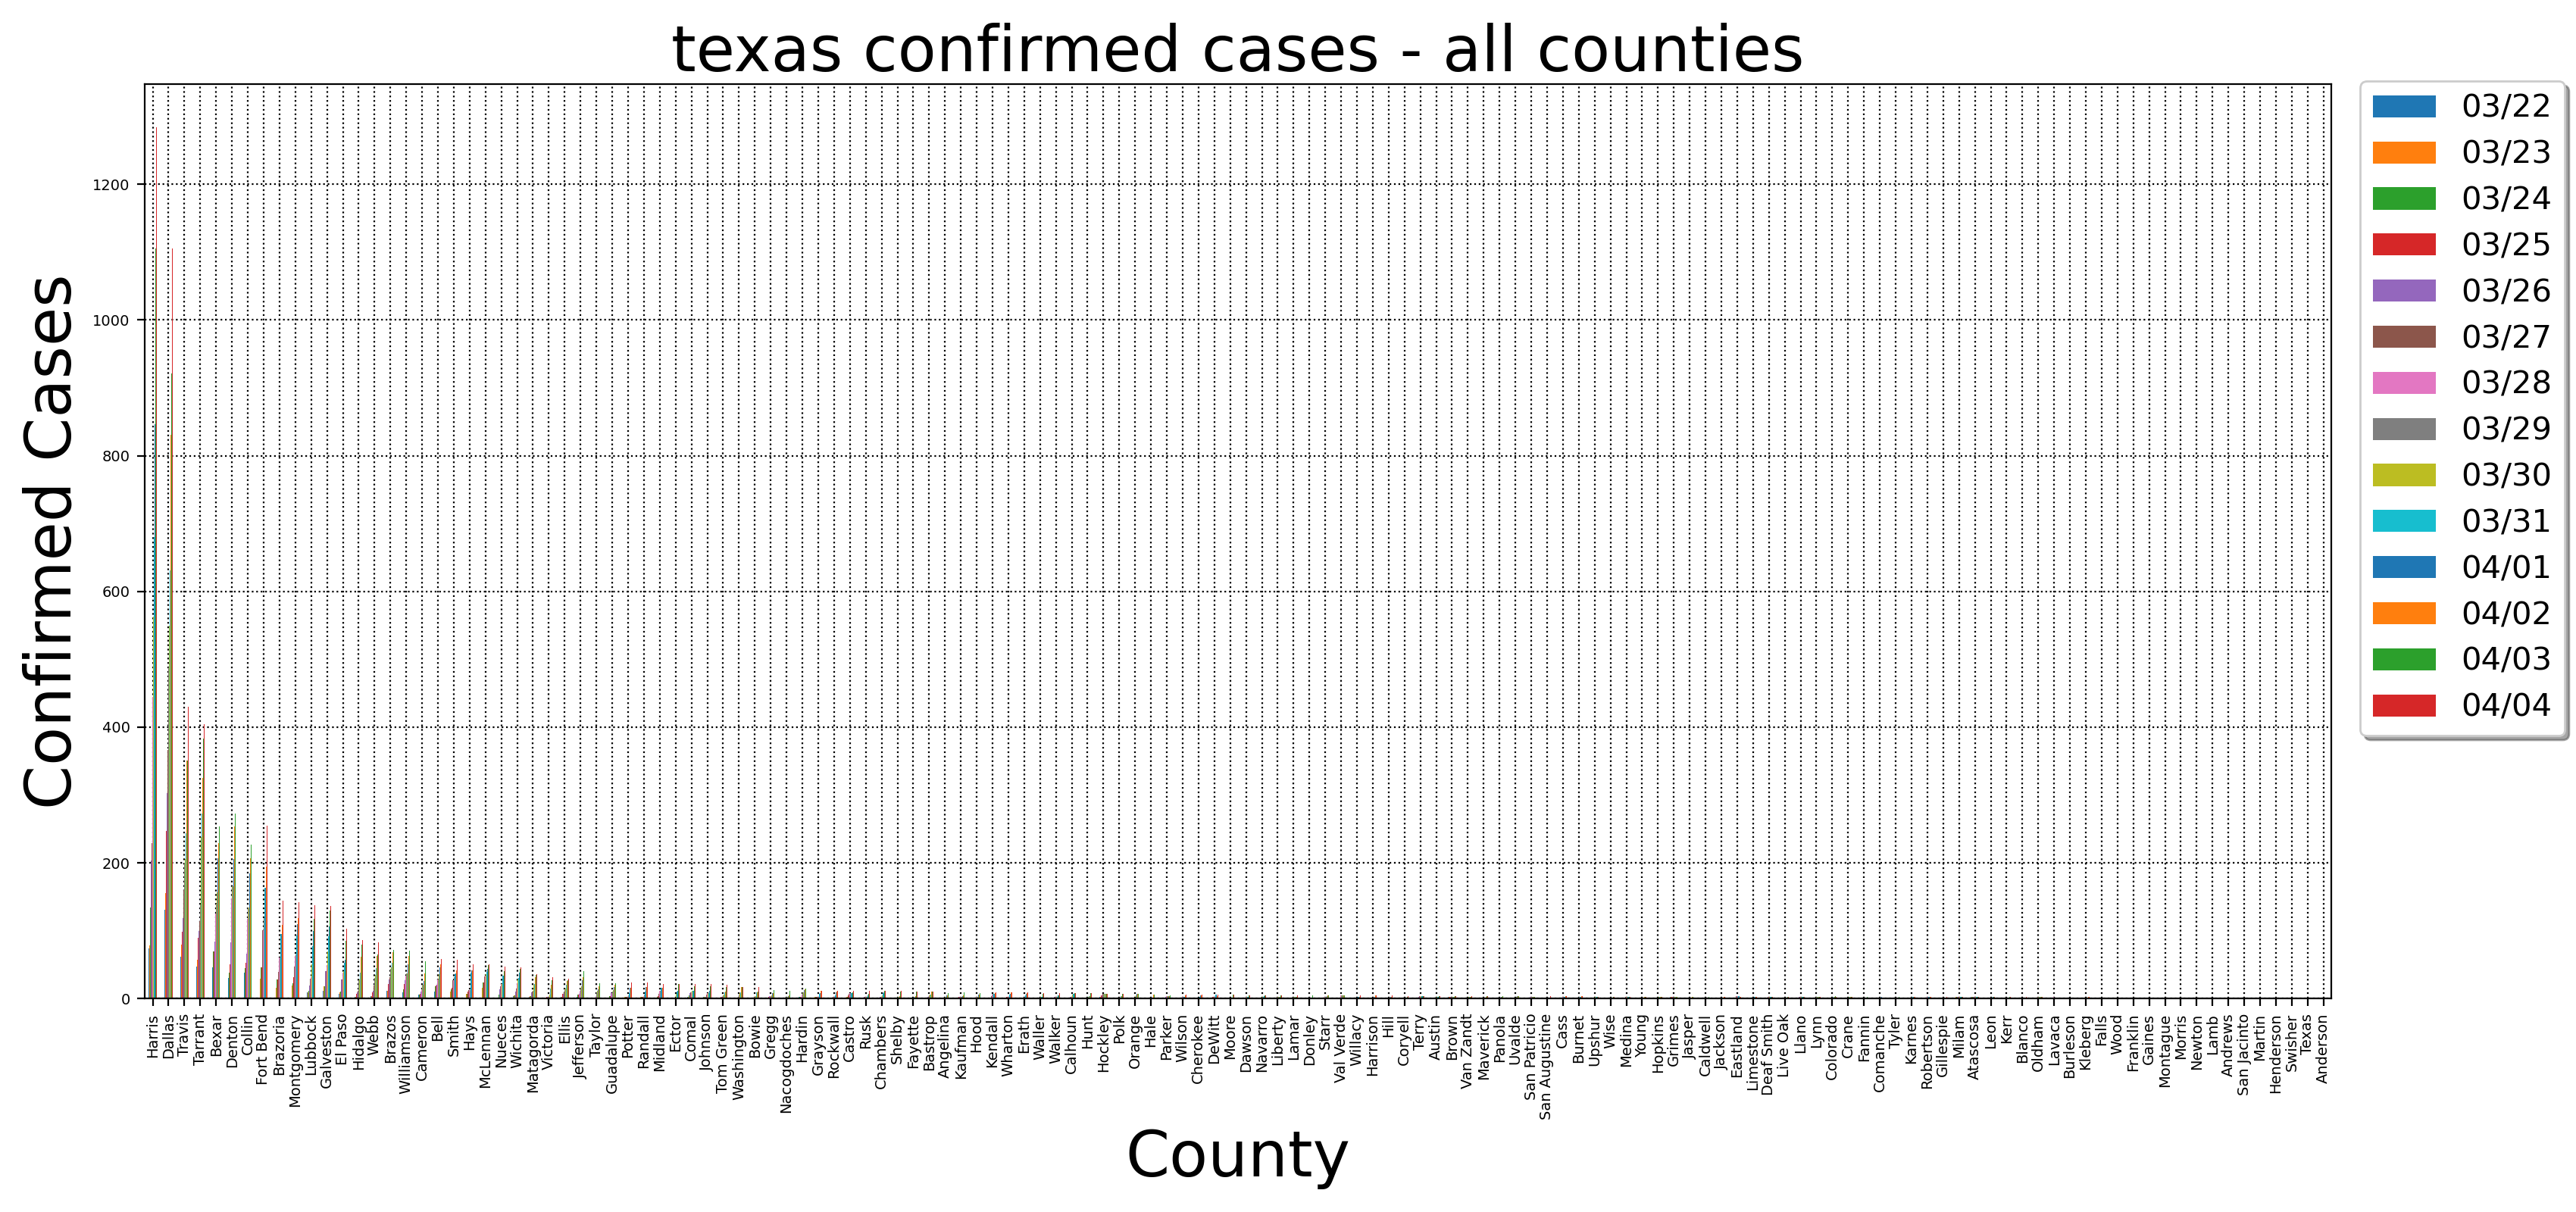 texas confirmed cases - all counties
Confirmed Cases
1200
1000
800
600
400
200
0
Harris
Dallas
Travis
Tarrant
Bexar
Denton
Collin
Fort Bend
Brazoria
Montgomery
Lubbock
Galveston
El Paso
Hidalgo
Webb
Brazos
Williamson
Cameron
Bell
Smith
Hays
McLennan
Nueces
Wichita
Matagorda
Victoria
Ellis
Jefferson
Taylor
Guadalupe
Potter
Randall
Midland
Ector
Comal
Johnson
Tom Green
Washington
Bowie
Gregg
Nacogdoches
Hardin
Grayson
Rockwall
Castro
Rusk
Chambers
Shelby
Fayette
Bastrop
Angelina
Kaufman
Hood
Kendall
Wharton
Erath
Waller
Walker
Calhoun
Hunt
Hockley
Polk
Orange
Hale
Parker
Wilson
Cherokee
DeWitt
Moore
Dawson
Navarro
Liberty
Lamar
Donley
Starr
Val Verde
Willacy
Harrison
Hill
Coryell
Terry
Austin
Brown
Van Zandt
Maverick
Panola
Uvalde
San Patricio
San Augustine
Cass
Burnet
Upshur
Wise
Medina
Young
Hopkins
Grimes
Jasper
Caldwell
Jackson
Eastland
Limestone
Deaf Smith
Live Oak
Llano
Lynn
Colorado
Crane
Fannin
Comanche
Tyler
Karnes
Robertson
Gillespie
Milam
Atascosa
Leon
Kerr
Blanco
Oldham
Lavaca
Burleson
Kleberg
Falls
Wood
Franklin
Gaines
Montague
Morris
Newton
Lamb
Andrews
San Jacinto
Martin
Henderson
Swisher
Texas
Anderson
County
03/22
03/23
03/24
03/25
03/26
03/27
03/28
03/29
03/30
03/31
04/01
04/02
04/03
04/04